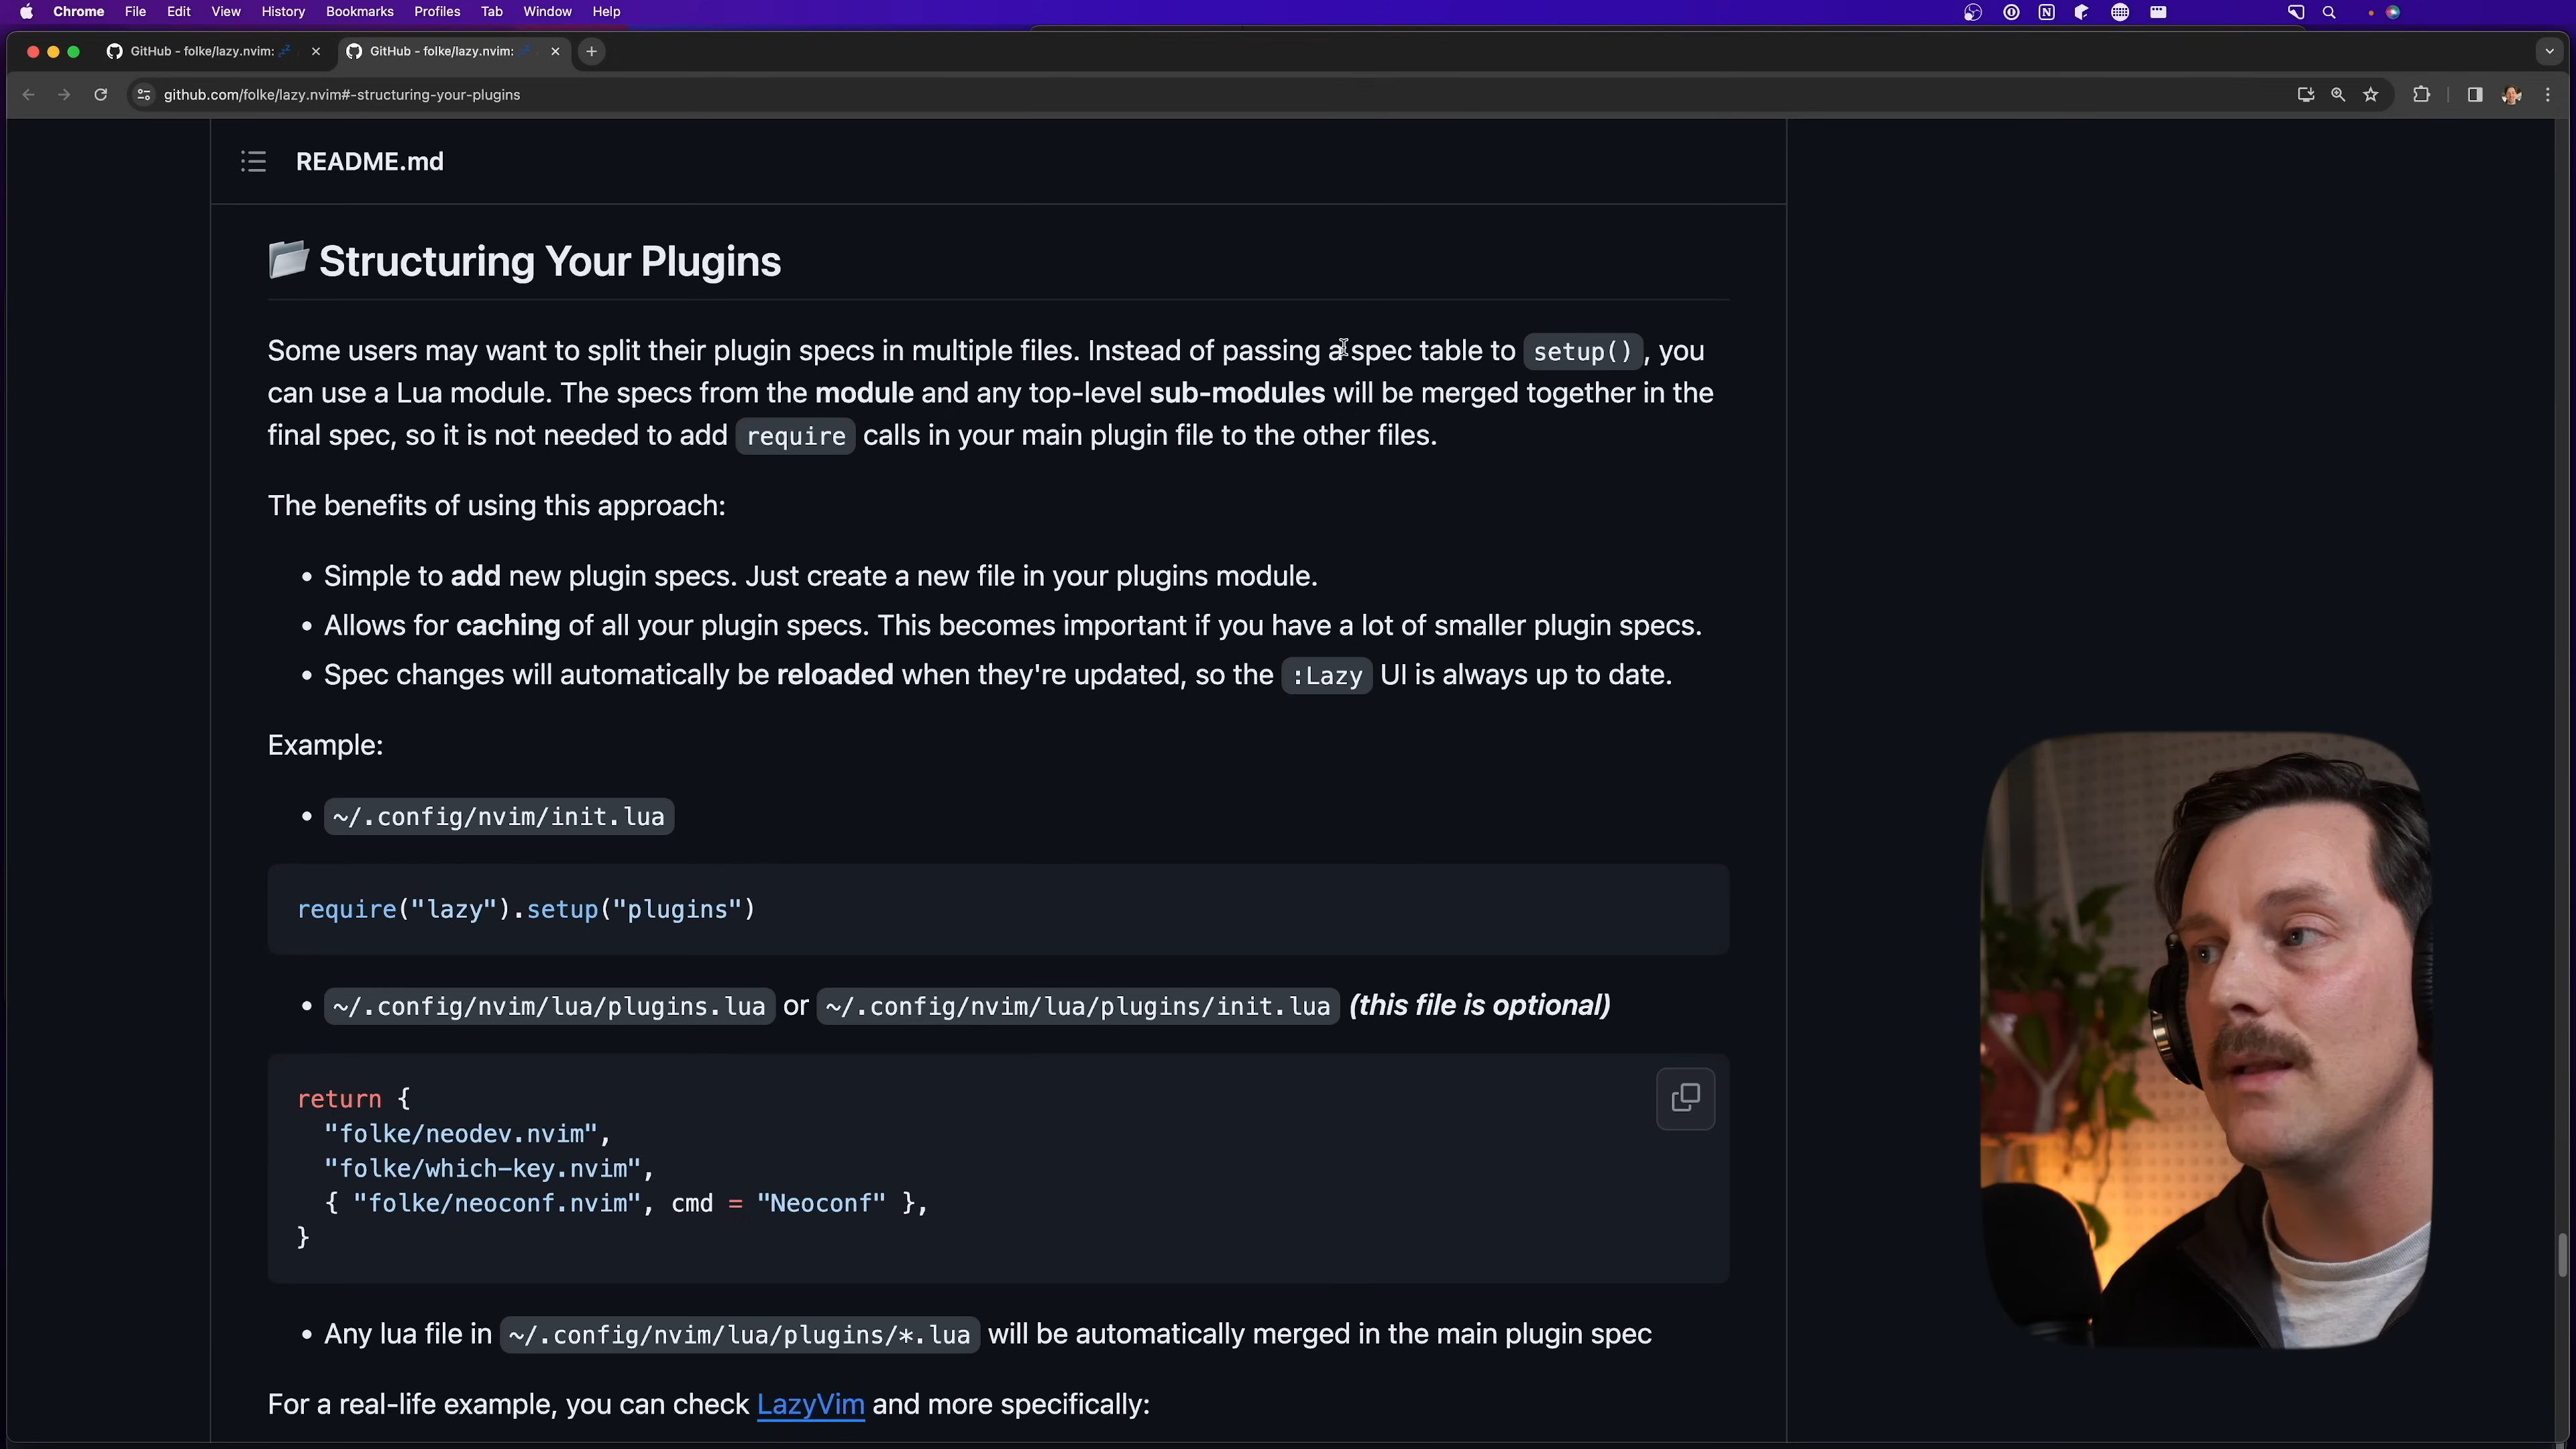 Chrome File Edit View History Bookmarks Profiles Tab Window Help
GitHub - folke/lazy.nvim: 💤
GitHub - folke/lazy.nvim: 💤
github.com/folke/lazy.nvim#-structuring-your-plugins
README.md
📁 Structuring Your Plugins
Some users may want to split their plugin specs in multiple files. Instead of passing a spec table to setup(), you
can use a Lua module. The specs from the module and any top-level sub-modules will be merged together in the
final spec, so it is not needed to add require calls in your main plugin file to the other files.
The benefits of using this approach:
• Simple to add new plugin specs. Just create a new file in your plugins module.
• Allows for caching of all your plugin specs. This becomes important if you have a lot of smaller plugin specs.
• Spec changes will automatically be reloaded when they're updated, so the :Lazy UI is always up to date.
Example:
• ~/.config/nvim/init.lua
require("lazy").setup("plugins")
• ~/.config/nvim/lua/plugins.lua or ~/.config/nvim/lua/plugins/init.lua (this file is optional)
return {
"folke/neodev.nvim",
"folke/which-key.nvim",
{ "folke/neoconf.nvim", cmd = "Neoconf" },
}
• Any lua file in ~/.config/nvim/lua/plugins/*.lua will be automatically merged in the main plugin spec
For a real-life example, you can check LazyVim and more specifically: